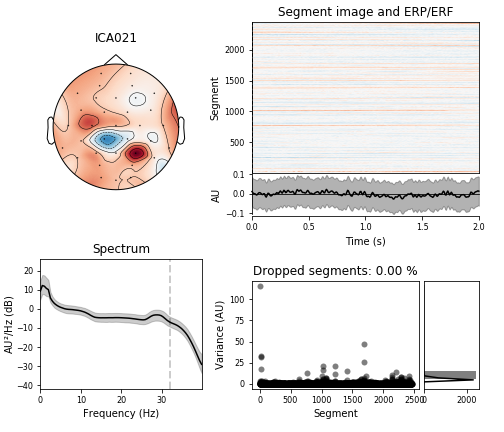 ICA021
Segment image and ERP/ERF
Segment
2000
1500
1000
500
AU
0.1
0.0
−0.1
0.0 0.5 1.0 1.5 2.0
Time (s)
Spectrum
AU²/Hz (dB)
20
10
0
−10
−20
−30
−40
0 10 20 30
Frequency (Hz)
Dropped segments: 0.00 %
Variance (AU)
100
75
50
25
0
0 500 1000 1500 2000 2500
Segment
0 2000